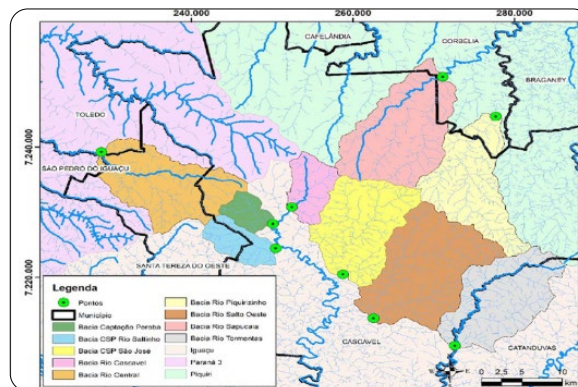 240.000
260.000
280.000
CAFELÂNDIA
CORBÉLIA
BRAGANEY
TOLEDO
7.240.000
SÃO PEDRO DO IGUAÇU
SANTA TEREZA DO OESTE
7.220.000
CASCAVEL
CATANDUVAS
Legenda
Pontos
Município
Bacia Captação Peroba
Bacia CSP Rio Saltinho
Bacia CSP São José
Bacia Rio Cascavel
Bacia Rio Central
Bacia Rio Piquirizinho
Bacia Rio Salto Oeste
Bacia Rio Sapucaia
Bacia Rio Tormentas
Iguaçu
Paraná 3
Piquiri
0 2,5 5 10
km